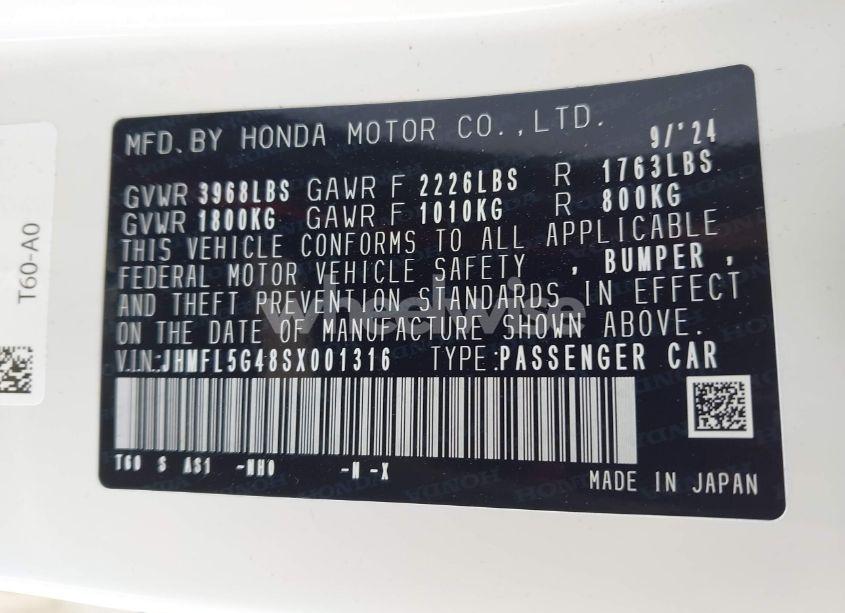 T60-A0
MFD. BY HONDA MOTOR CO., LTD. 9/'24
GVWR 3968LBS GAWR F 2226LBS R 1763LBS
GVWR 1800KG GAWR F 1010KG R 800KG
THIS VEHICLE CONFORMS TO ALL APPLICABLE
FEDERAL MOTOR VEHICLE SAFETY , BUMPER ,
AND THEFT PREVENTION STANDARDS IN EFFECT
ON THE DATE OF MANUFACTURE SHOWN ABOVE.
V.I.N.:JHMFL5G48SX001316 TYPE:PASSENGER CAR
T60 S AS1 -NH0 -N -X
MADE IN JAPAN
wheelwise